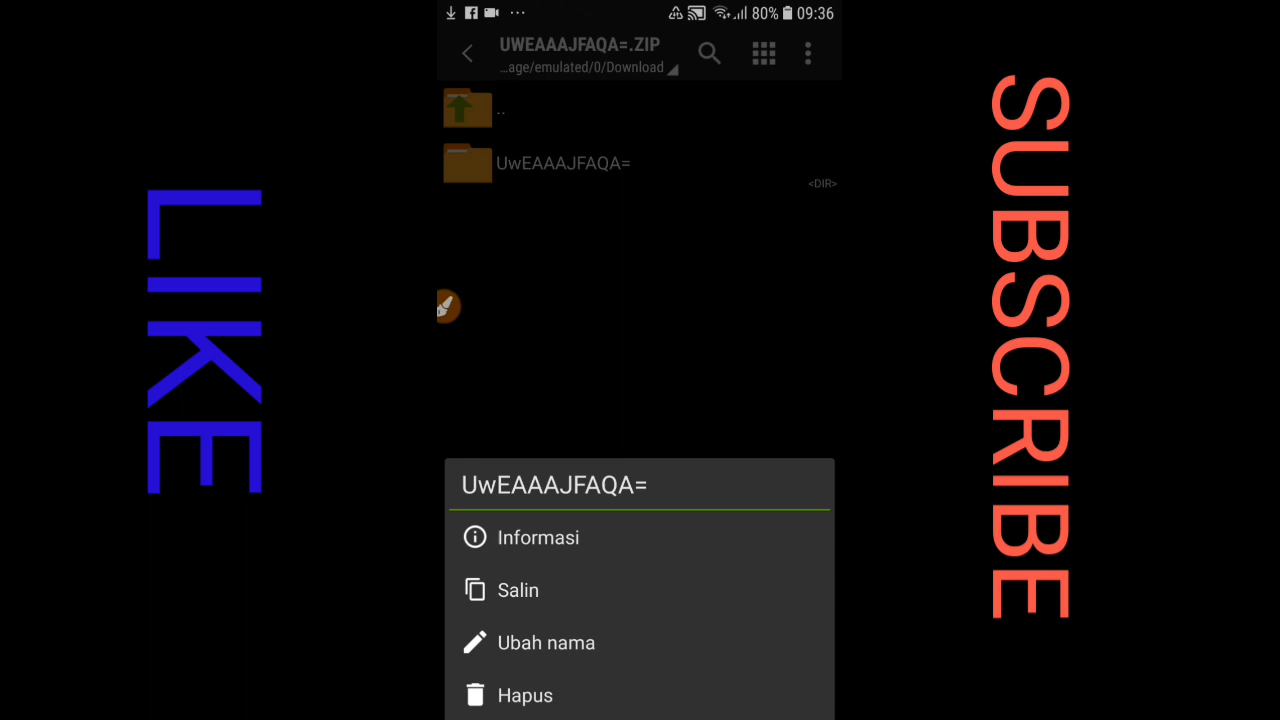 LIKE
80% 09:36
UWEAAAJFAQA=.ZIP
…age/emulated/0/Download
..
UwEAAAJFAQA=
<DIR>
UwEAAAJFAQA=
Informasi
Salin
Ubah nama
Hapus
SUBSCRIBE